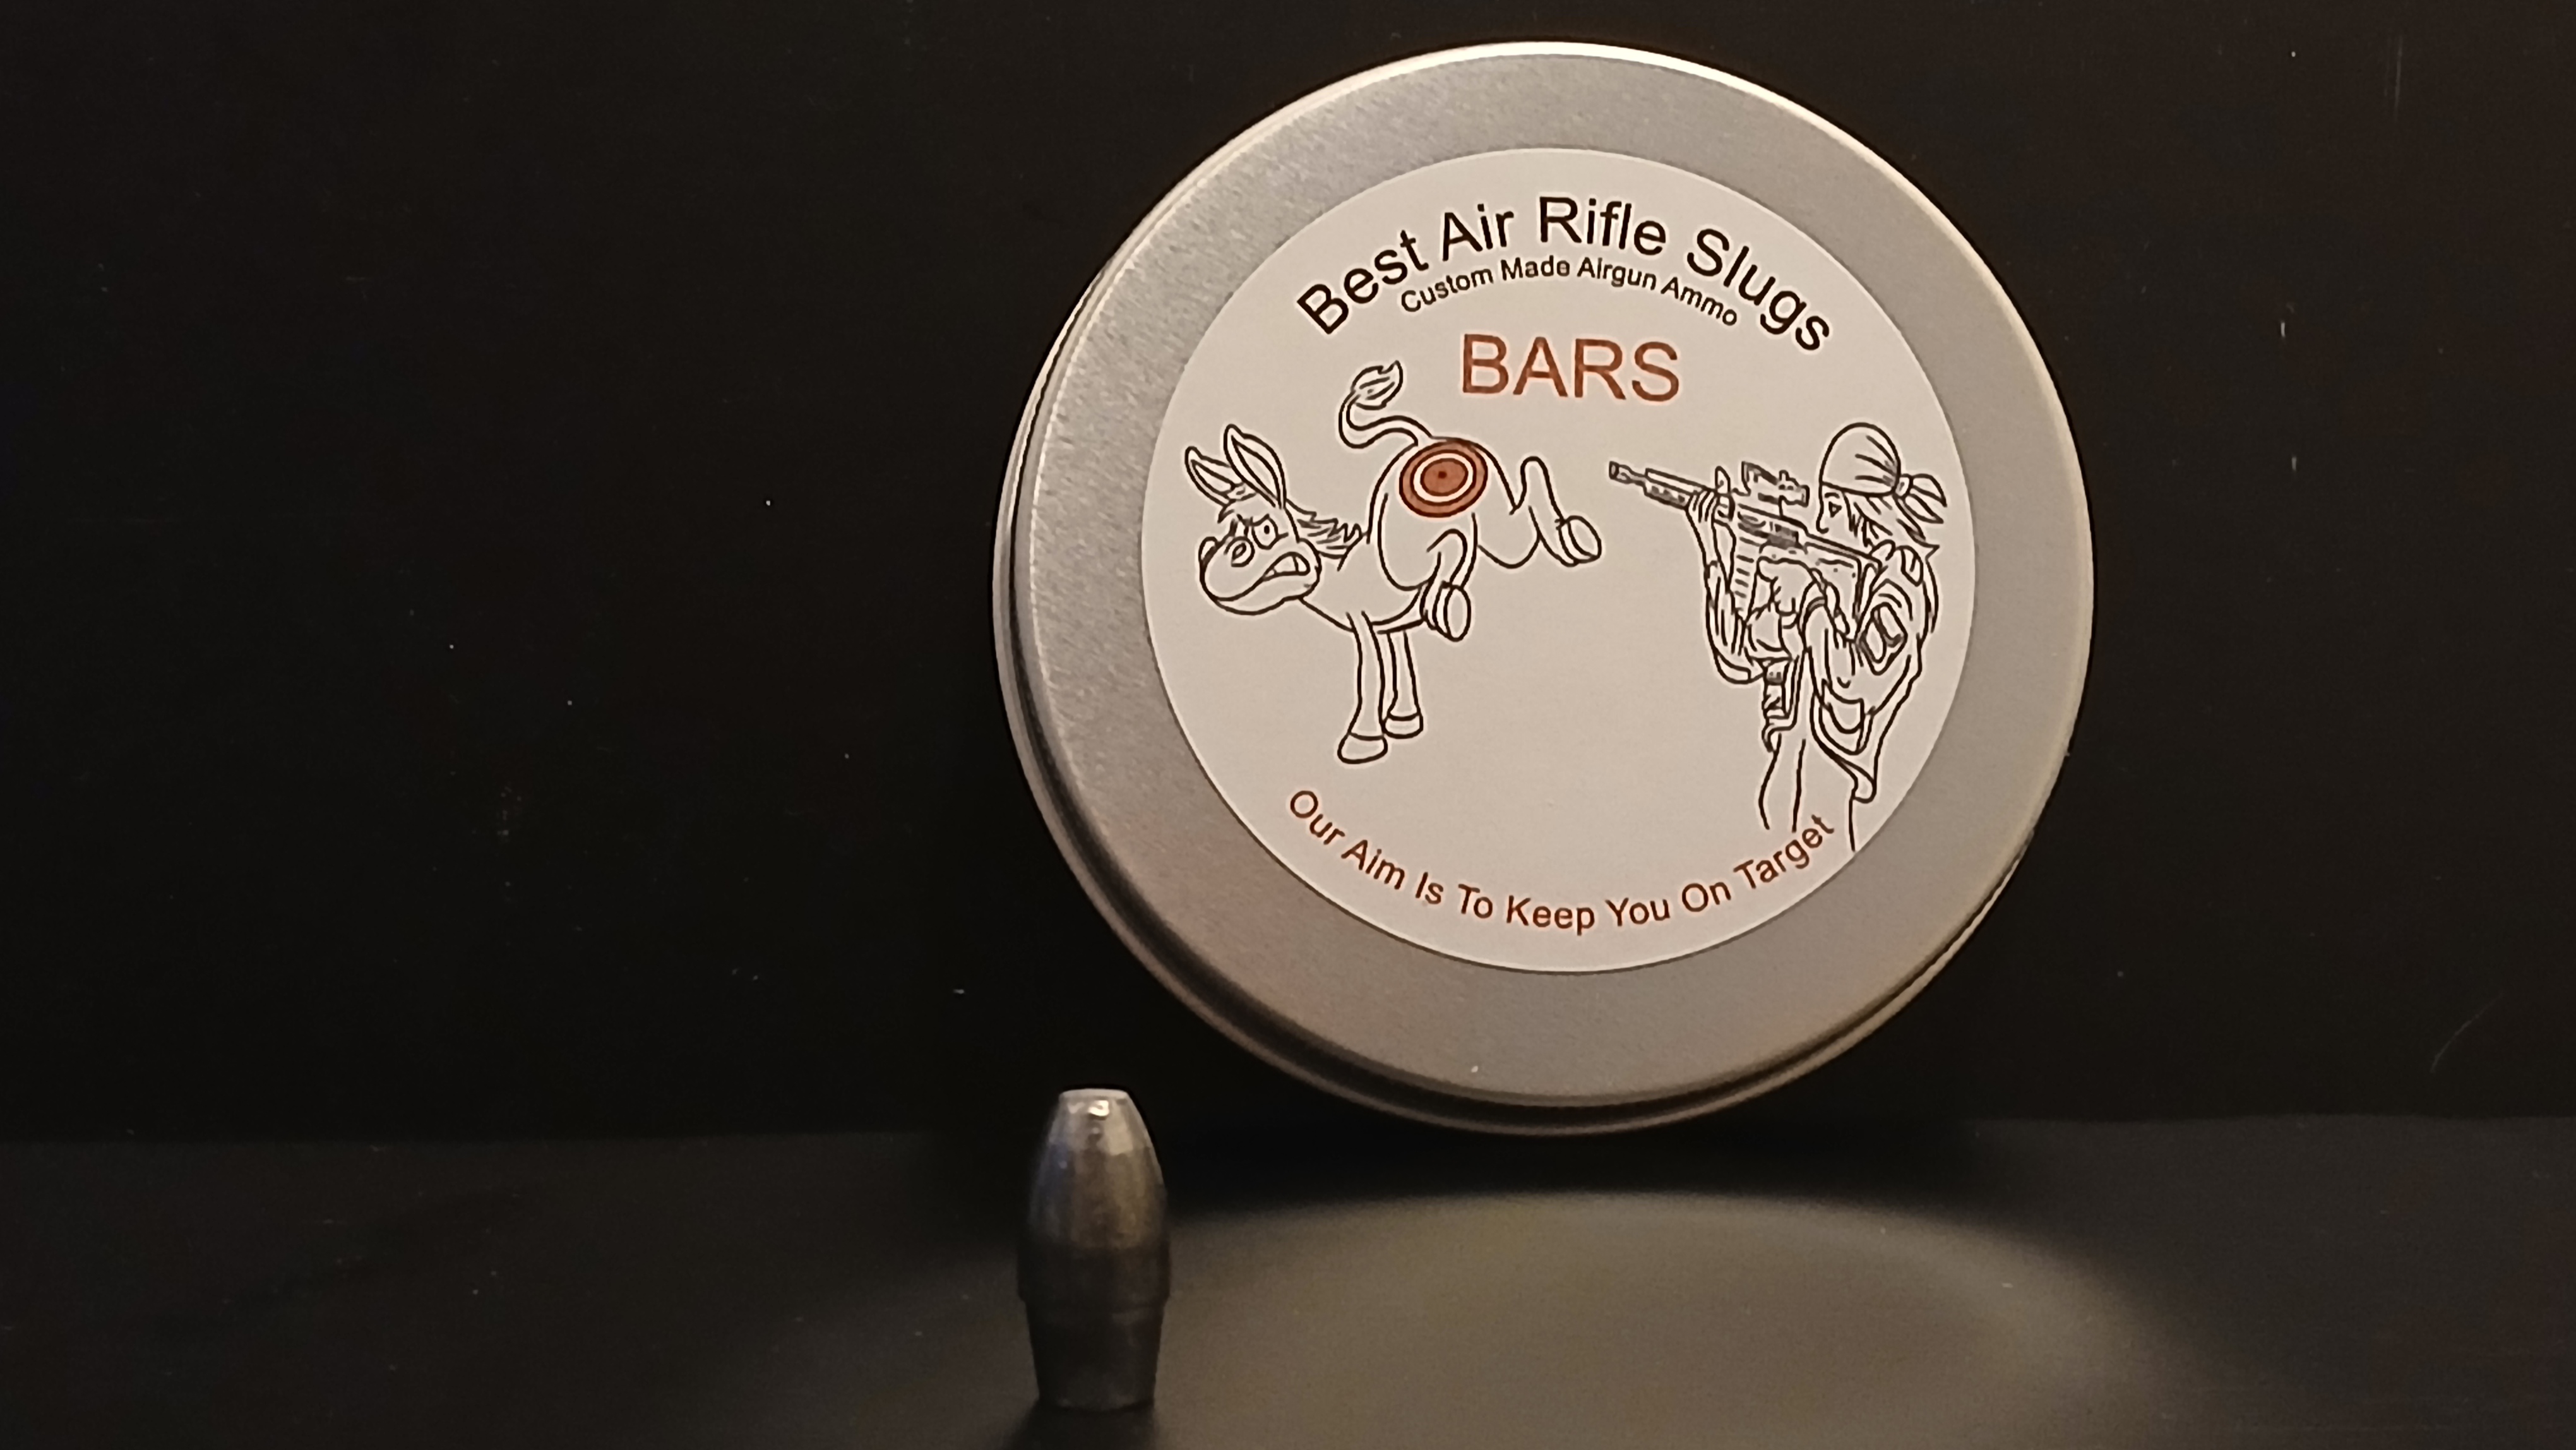 Best Air Rifle Slugs
Custom Made Airgun Ammo
BARS
Our Aim Is To Keep You On Target